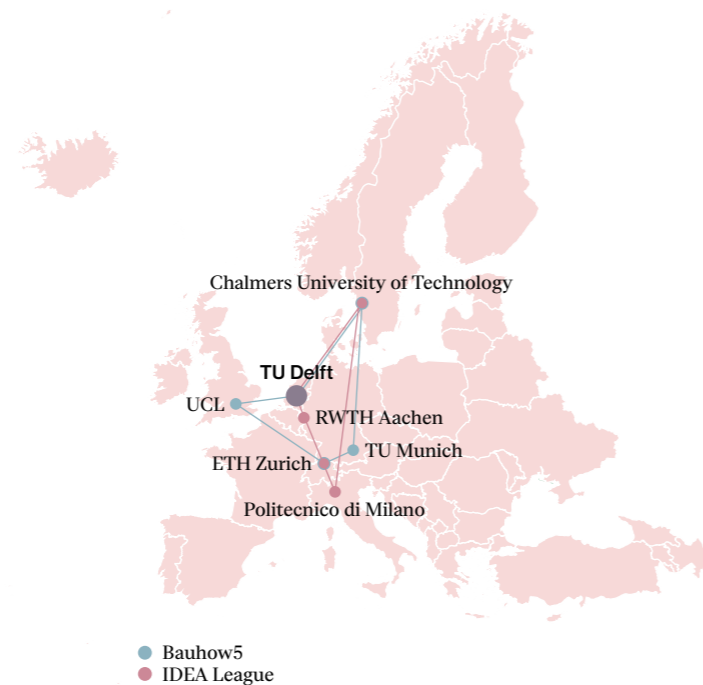 Chalmers University of Technology
TU Delft
UCL
RWTH Aachen
TU Munich
ETH Zurich
Politecnico di Milano
Bauhow5
IDEA League